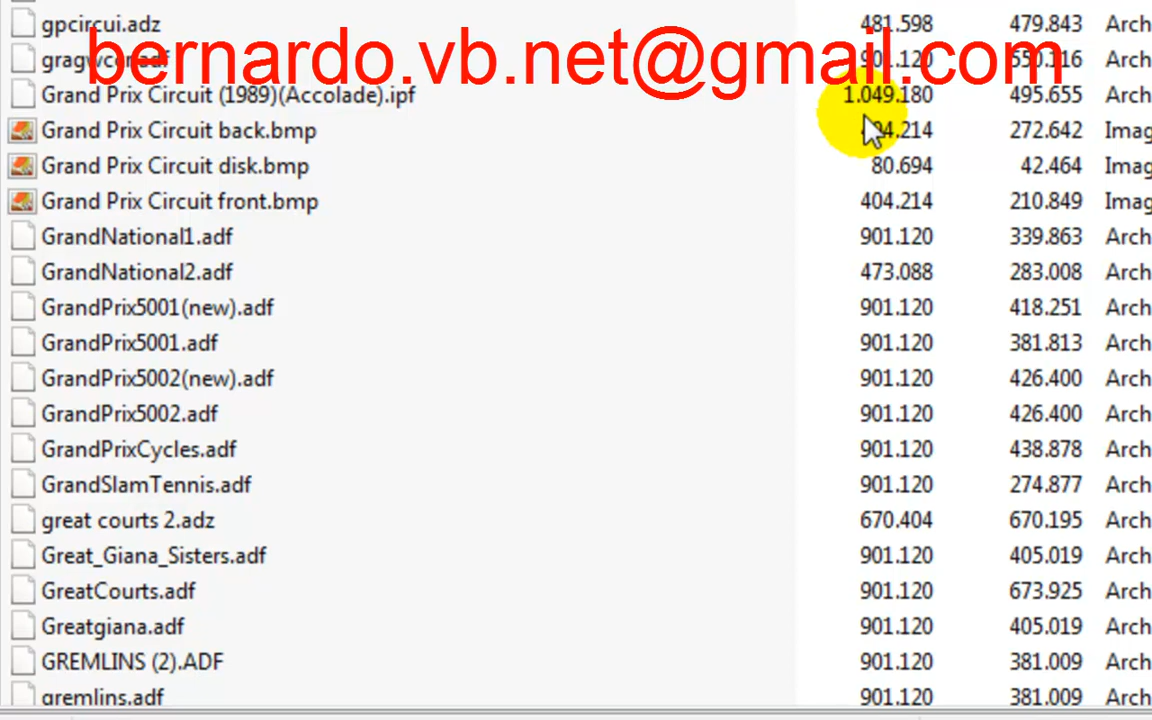 gpcircui.adz 481.598 479.843 Arch
bernardo.vb.net@gmail.com
Grand Prix Circuit (1989)(Accolade).ipf 1.049.180 495.655 Arch
Grand Prix Circuit back.bmp 272.642 Imag
Grand Prix Circuit disk.bmp 80.694 42.464 Imag
Grand Prix Circuit front.bmp 404.214 210.849 Imag
GrandNational1.adf 901.120 339.863 Arch
GrandNational2.adf 473.088 283.008 Arch
GrandPrix5001(new).adf 901.120 418.251 Arch
GrandPrix5001.adf 901.120 381.813 Arch
GrandPrix5002(new).adf 901.120 426.400 Arch
GrandPrix5002.adf 901.120 426.400 Arch
GrandPrixCycles.adf 901.120 438.878 Arch
GrandSlamTennis.adf 901.120 274.877 Arch
great courts 2.adz 670.404 670.195 Arch
Great_Giana_Sisters.adf 901.120 405.019 Arch
GreatCourts.adf 901.120 673.925 Arch
Greatgiana.adf 901.120 405.019 Arch
GREMLINS (2).ADF 901.120 381.009 Arch
gremlins.adf 901.120 381.009 Arch